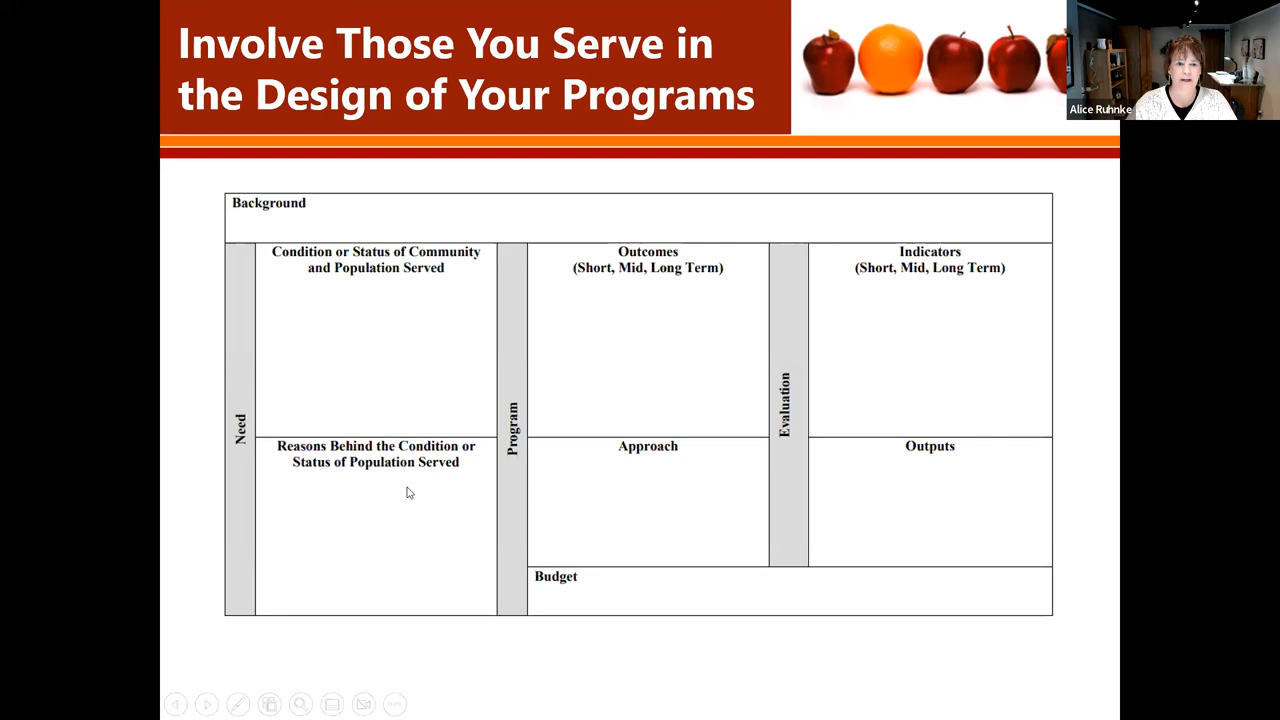 Involve Those You Serve in
the Design of Your Programs
Alice Ruhnke
Background
Need
Condition or Status of Community
and Population Served
Reasons Behind the Condition or
Status of Population Served
Program
Outcomes
(Short, Mid, Long Term)
Approach
Evaluation
Indicators
(Short, Mid, Long Term)
Outputs
Budget